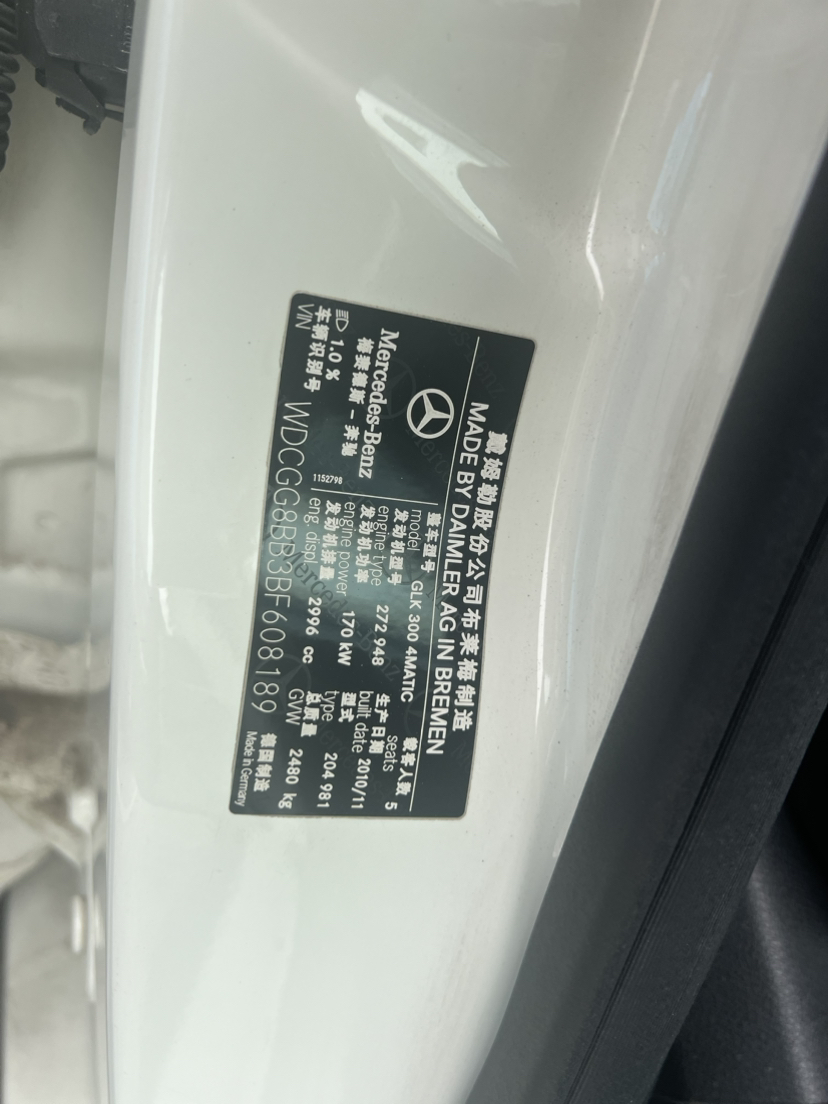 戴姆勒股份公司布莱梅制造
MADE BY DAIMLER AG IN BREMEN
Mercedes-Benz
梅赛德斯-奔驰
1.0 %
1152798
整车型号
model GLK 300 4MATIC
载客人数
seats 5
发动机型号
engine type 272 948
生产日期
built date 2010/11
发动机功率
engine power 170 kW
型式
type 204 981
发动机排量
eng. displ. 2996 cc
总质量
GVW 2480 kg
车辆识别号
VIN WDCGG8BB3BF608189
德国制造
Made in Germany